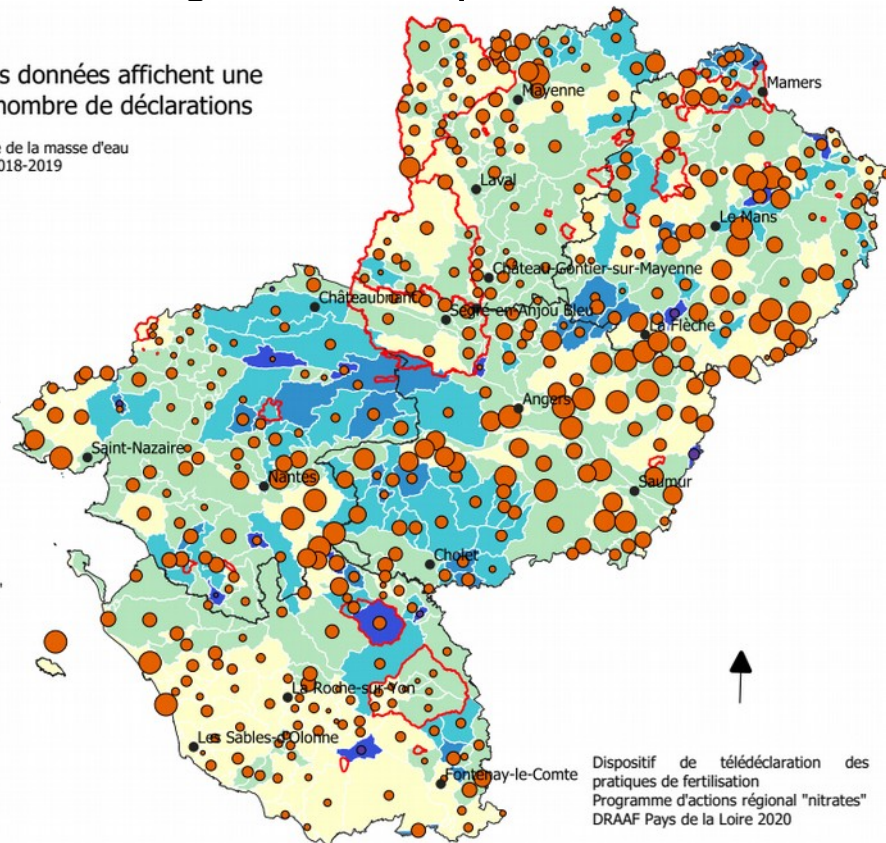 s données affichent une
nombre de déclarations
e de la masse d'eau
018-2019
Mayenne
Mamers
Laval
Le Mans
Château-Gontier-sur-Mayenne
Châteaubriant
Segré-en-Anjou Bleu
La Flèche
Angers
Saint-Nazaire
Nantes
Saumur
Cholet
La Roche-sur-Yon
Les Sables-d'Olonne
Fontenay-le-Comte
Dispositif de télédéclaration des
pratiques de fertilisation
Programme d'actions régional "nitrates"
DRAAF Pays de la Loire 2020